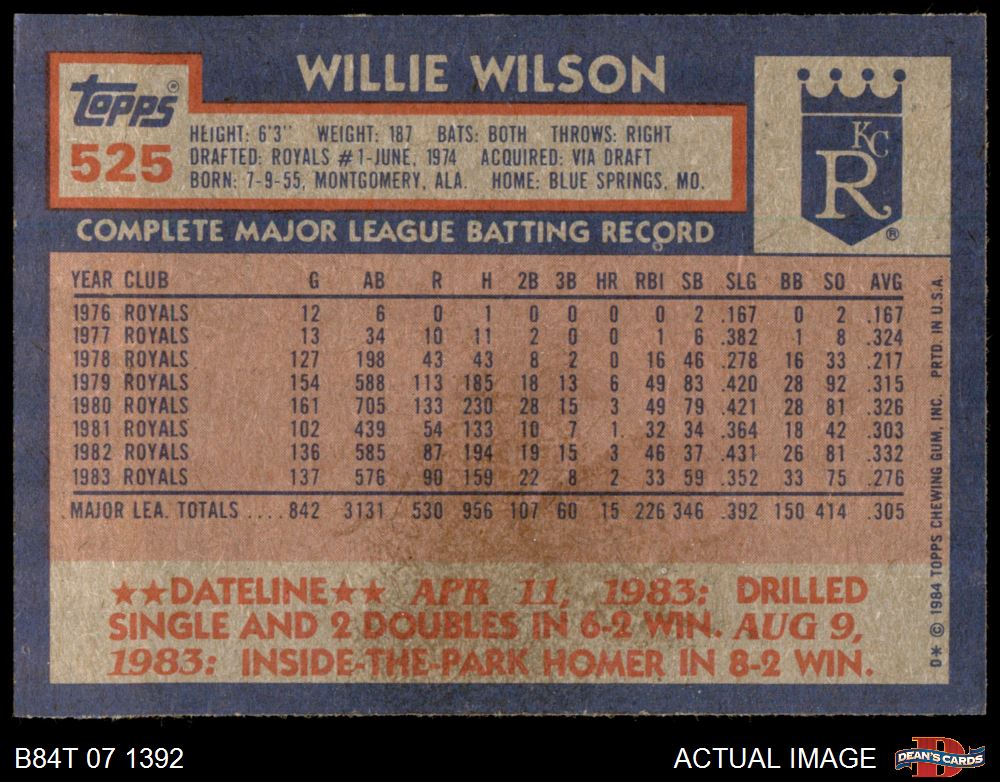 WILLIE WILSON
Topps®
525
HEIGHT: 6'3" WEIGHT: 187 BATS: BOTH THROWS: RIGHT
DRAFTED: ROYALS #1-JUNE, 1974 ACQUIRED: VIA DRAFT
BORN: 7-9-55, MONTGOMERY, ALA. HOME: BLUE SPRINGS, MO.
KC
R
®
COMPLETE MAJOR LEAGUE BATTING RECORD
YEAR CLUB G AB R H 2B 3B HR RBI SB SLG BB SO AVG
1976 ROYALS 12 6 0 1 0 0 0 0 2 .167 0 2 .167
1977 ROYALS 13 34 10 11 2 0 0 1 6 .382 1 8 .324
1978 ROYALS 127 198 43 43 8 2 0 16 46 .278 16 33 .217
1979 ROYALS 154 588 113 185 18 13 6 49 83 .420 28 92 .315
1980 ROYALS 161 705 133 230 28 15 3 49 79 .421 28 81 .326
1981 ROYALS 102 439 54 133 10 7 1 32 34 .364 18 42 .303
1982 ROYALS 136 585 87 194 19 15 3 46 37 .431 26 81 .332
1983 ROYALS 137 576 90 159 22 8 2 33 59 .352 33 75 .276
MAJOR LEA. TOTALS .... 842 3131 530 956 107 60 15 226 346 .392 150 414 .305
★★DATELINE★★ APR 11, 1983: DRILLED
SINGLE AND 2 DOUBLES IN 6-2 WIN. AUG 9,
1983: INSIDE-THE-PARK HOMER IN 8-2 WIN.
D* © 1984 TOPPS CHEWING GUM, INC. PRTD. IN U.S.A.
B84T 07 1392
ACTUAL IMAGE
D
DEAN'S CARDS